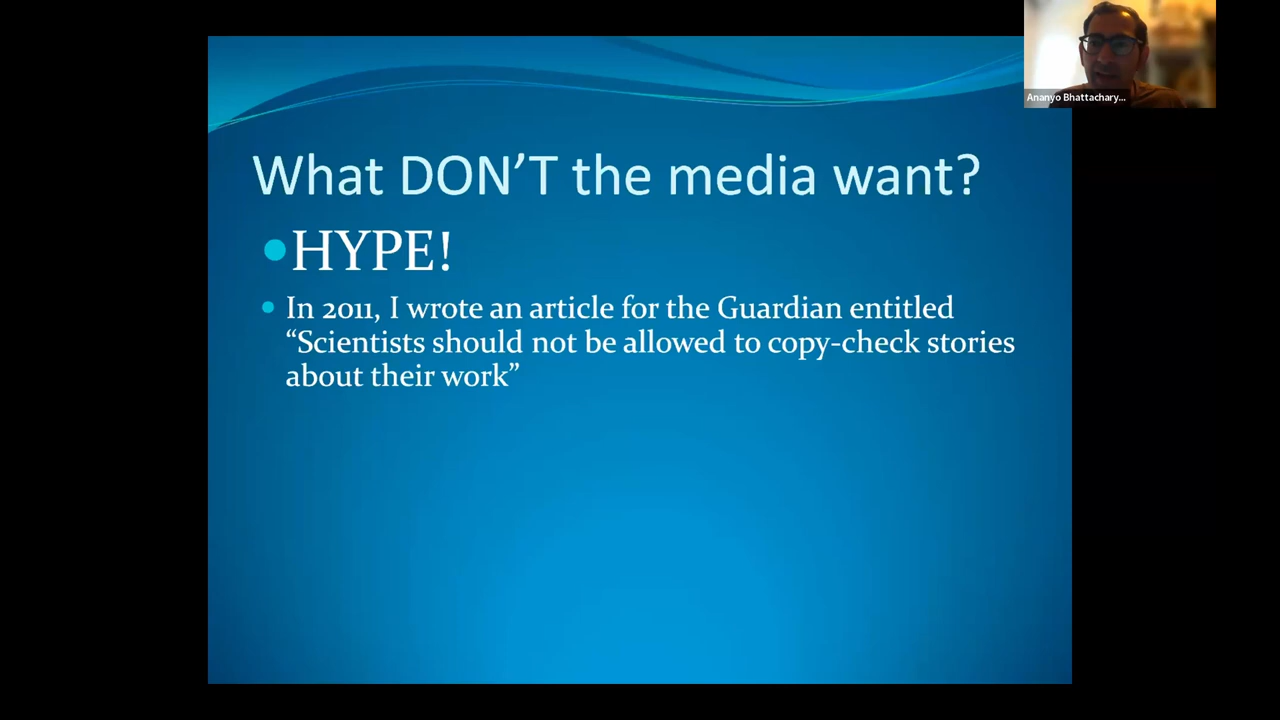 What DON’T the media want?
•HYPE!
• In 2011, I wrote an article for the Guardian entitled
“Scientists should not be allowed to copy-check stories
about their work”
Ananyo Bhattachary...